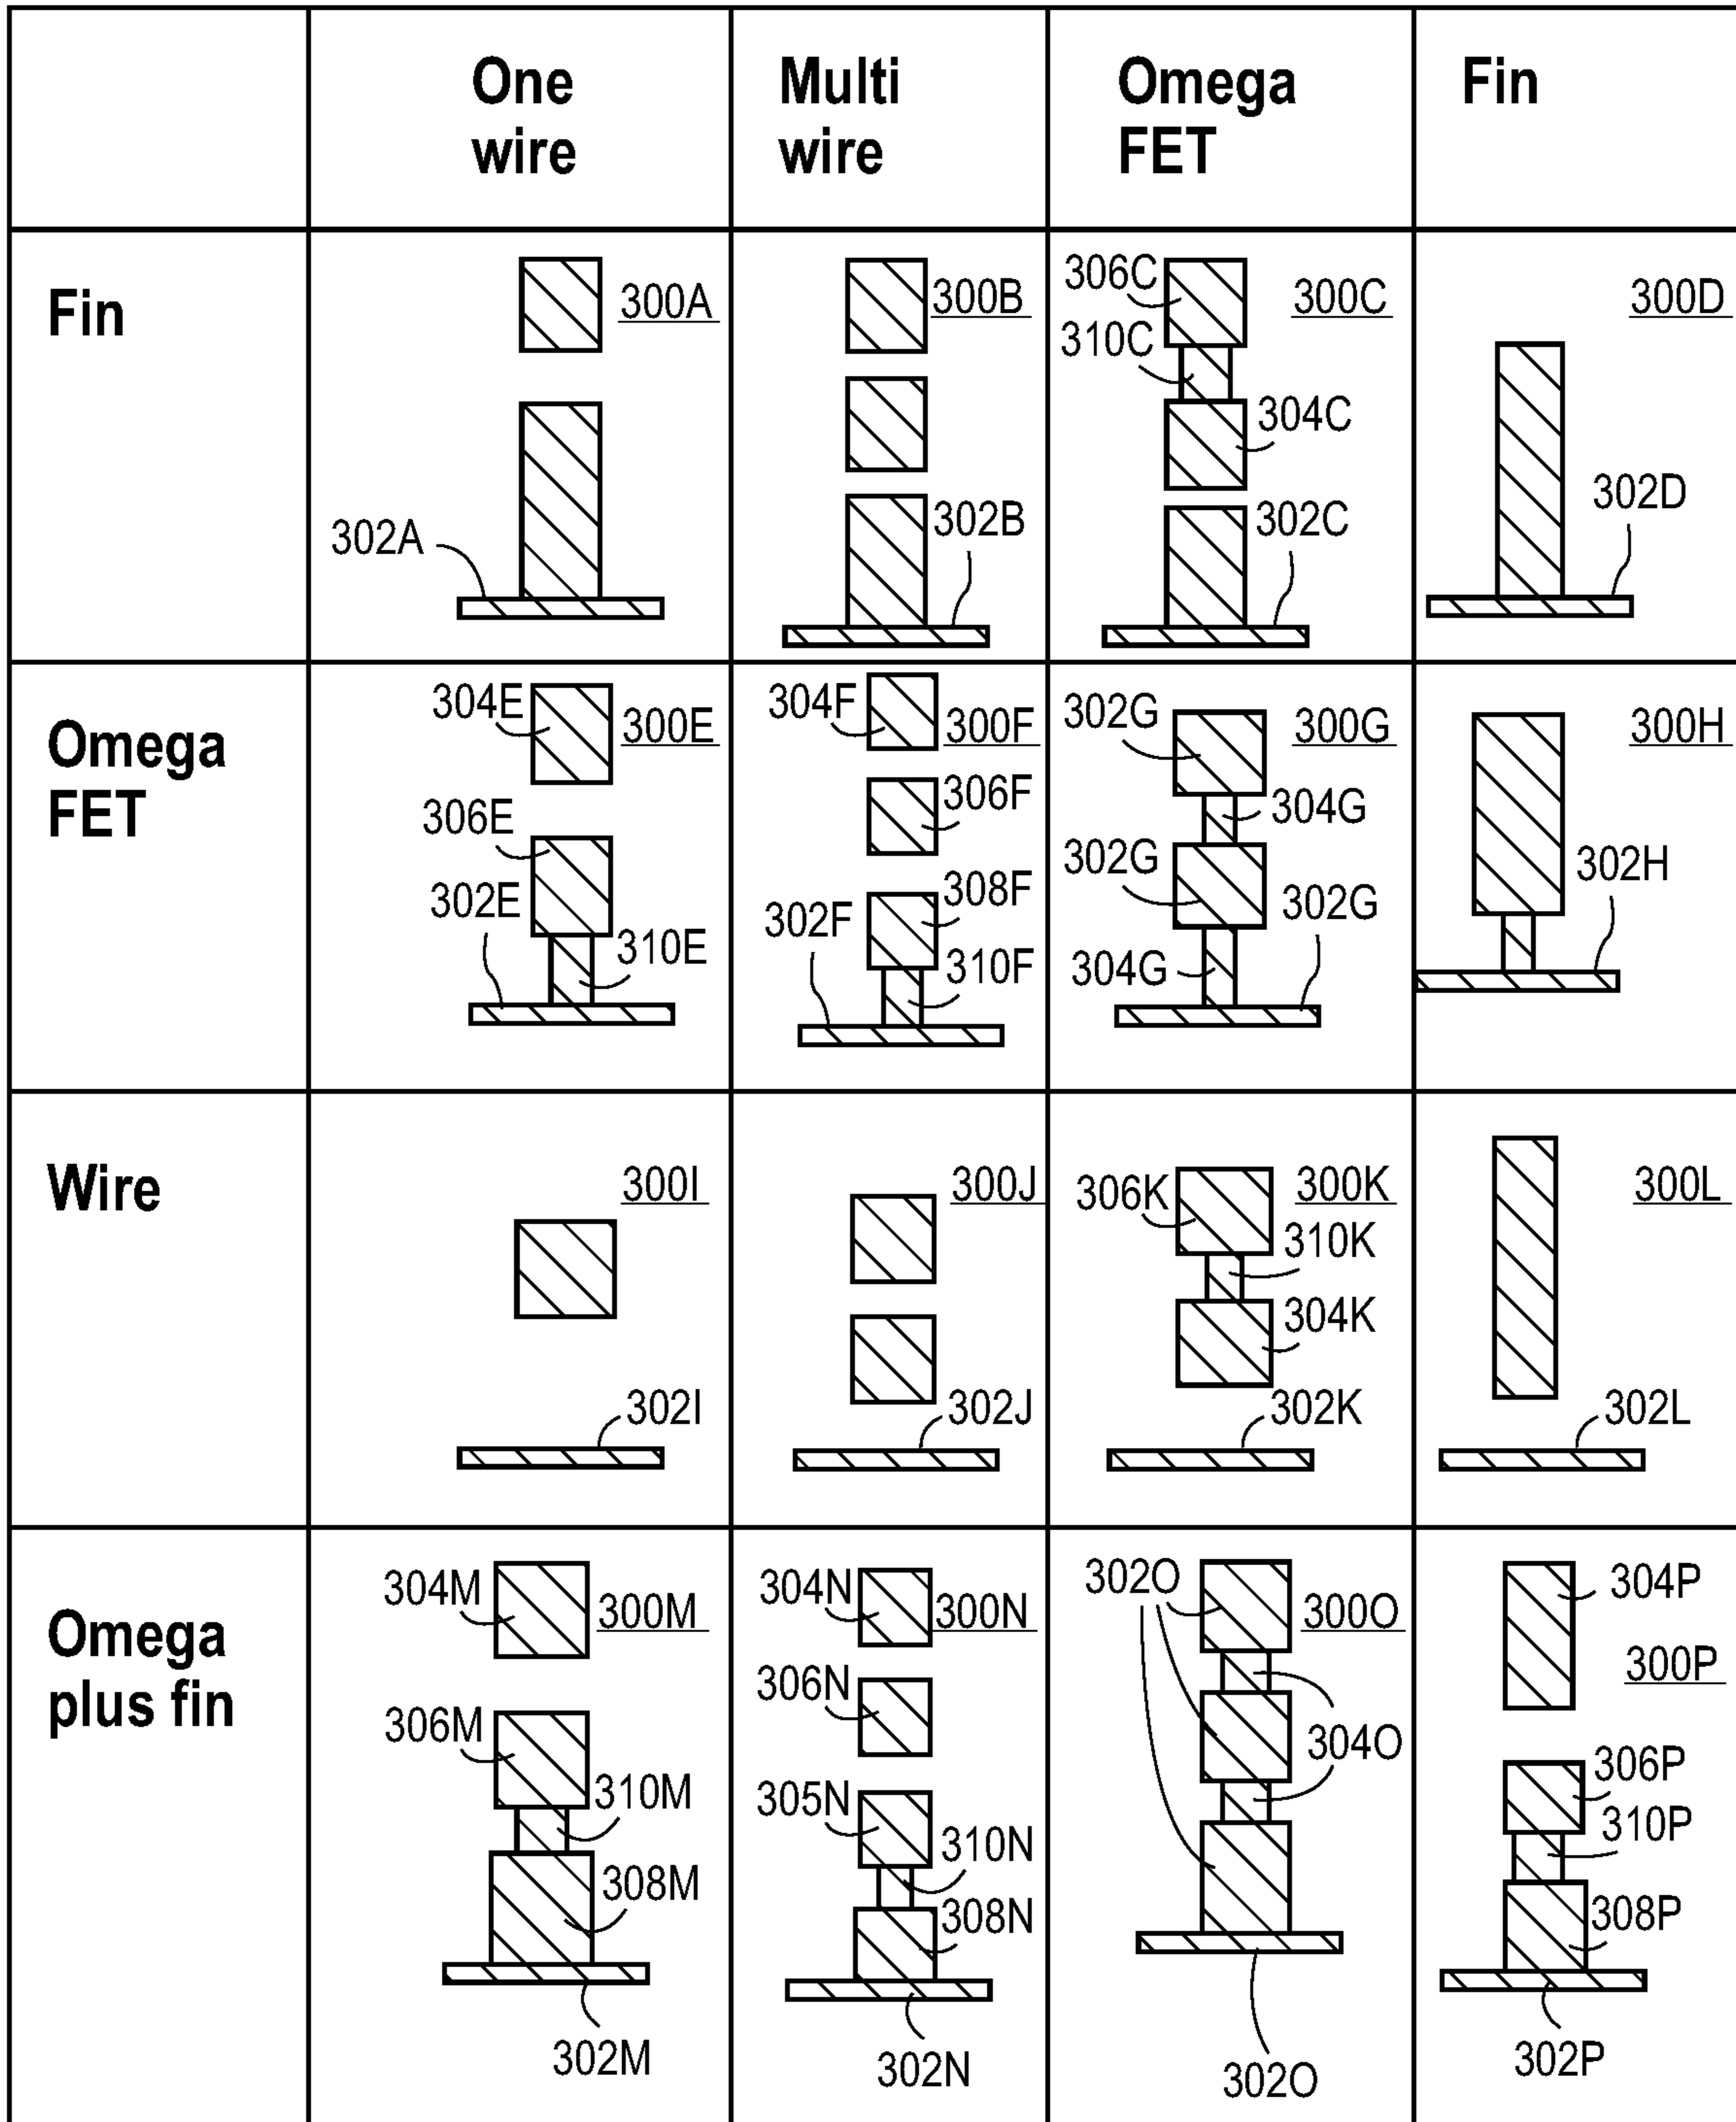 One
wire
Multi
wire
Omega
FET
Fin
Fin
300A
302A
300B
302B
306C
300C
310C
304C
302C
300D
302D
Omega
FET
304E
300E
306E
302E
310E
304F
300F
306F
308F
302F
310F
302G
300G
304G
302G
302G
304G
300H
302H
Wire
300I
302I
300J
302J
306K
300K
310K
304K
302K
300L
302L
Omega
plus fin
304M
300M
306M
310M
308M
302M
304N
300N
306N
305N
310N
308N
302N
302O
300O
304O
302O
304P
300P
306P
310P
308P
302P